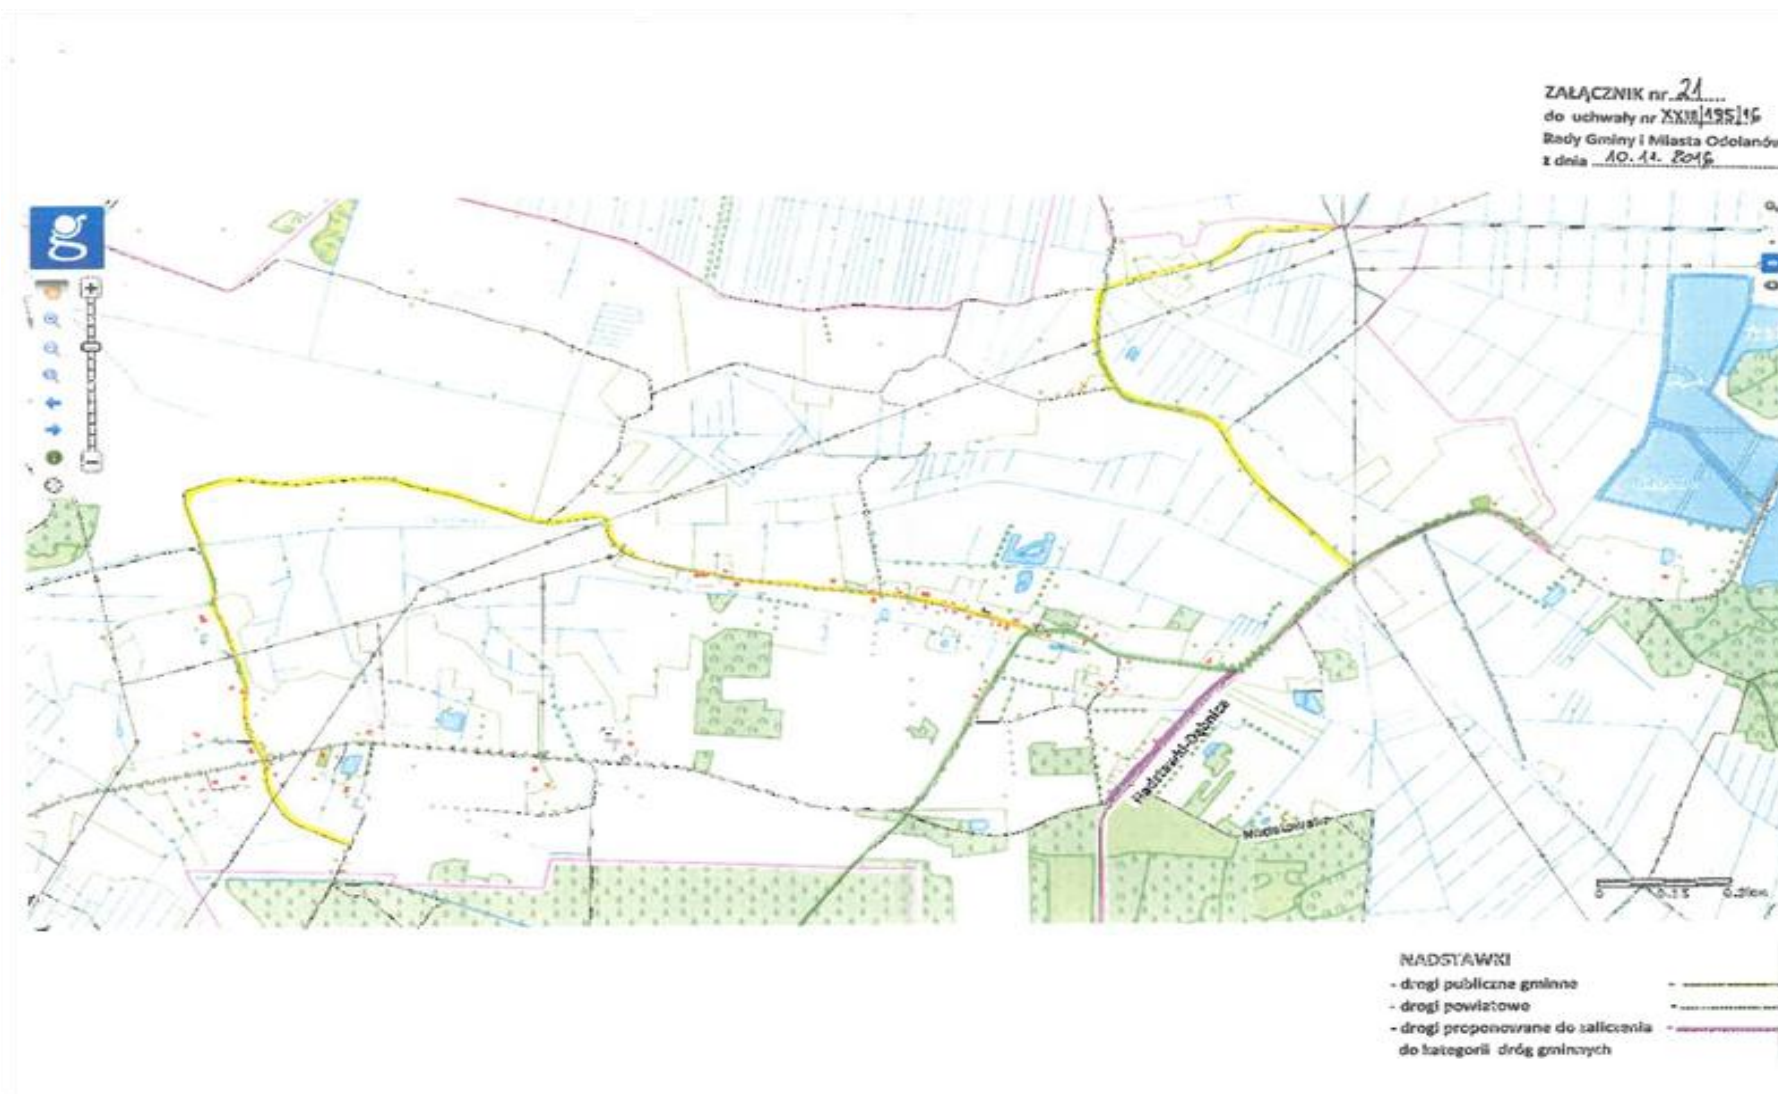 ZAŁĄCZNIK nr 21
do uchwały nr XXIII/195/16
Rady Gminy i Miasta Odolanów
z dnia 10.11.2016
g
Nadstawki-Dębnica
0
NADSTAWKI
- drogi publiczne gminne
- drogi powiatowe
- drogi proponowane do zaliczenia
do kategorii dróg gminnych